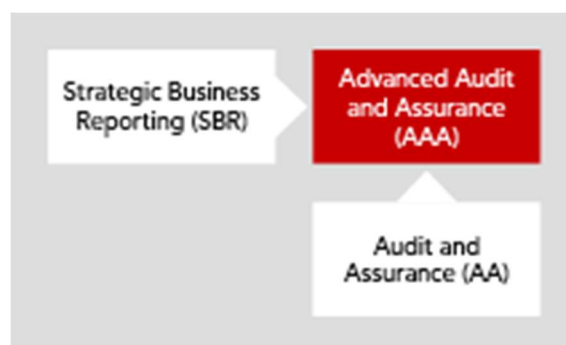 Strategic Business
Reporting (SBR)
Advanced Audit
and Assurance
(AAA)
Audit and
Assurance (AA)